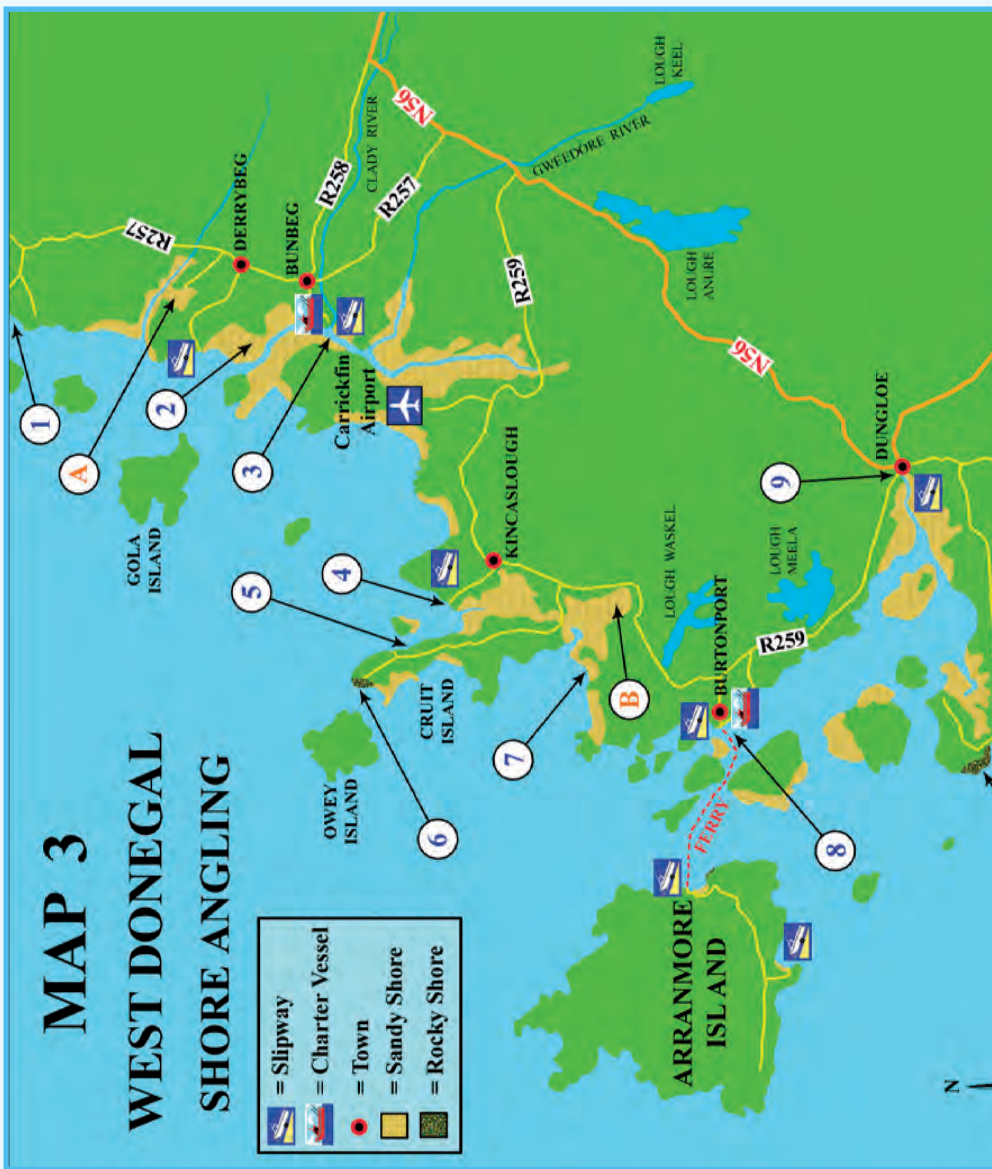 MAP 3
WEST DONEGAL
SHORE ANGLING
= Slipway
= Charter Vessel
= Town
= Sandy Shore
= Rocky Shore
1
A
2
3
4
5
6
7
B
8
9
GOLA
ISLAND
OWEY
ISLAND
CRUIT
ISLAND
ARRANMORE
ISLAND
FERRY
R257
DERRYBEG
BUNBEG
R258
CLADY RIVER
R257
N56
GWEEDORE RIVER
LOUGH
KEEL
Carrickfin
Airport
R259
LOUGH
ANURE
KINCASLOUGH
N56
LOUGH WASKEL
BURTONPORT
LOUGH
MEELA
R259
DUNGLOE
N